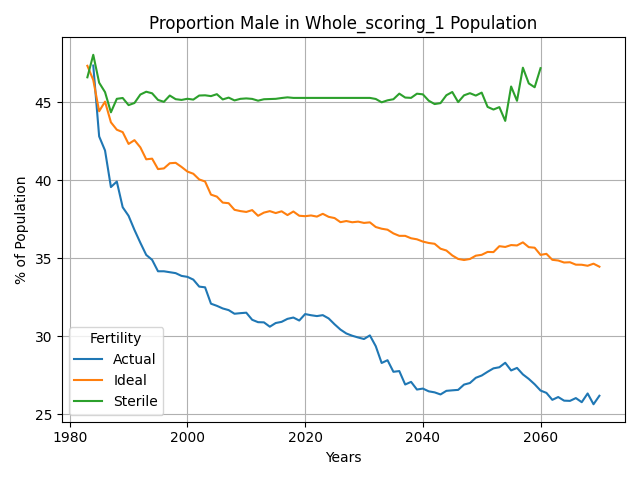 Proportion Male in Whole_scoring_1 Population
% of Population
45
40
35
30
25
Fertility
Actual
Ideal
Sterile
1980
2000
2020
2040
2060
Years